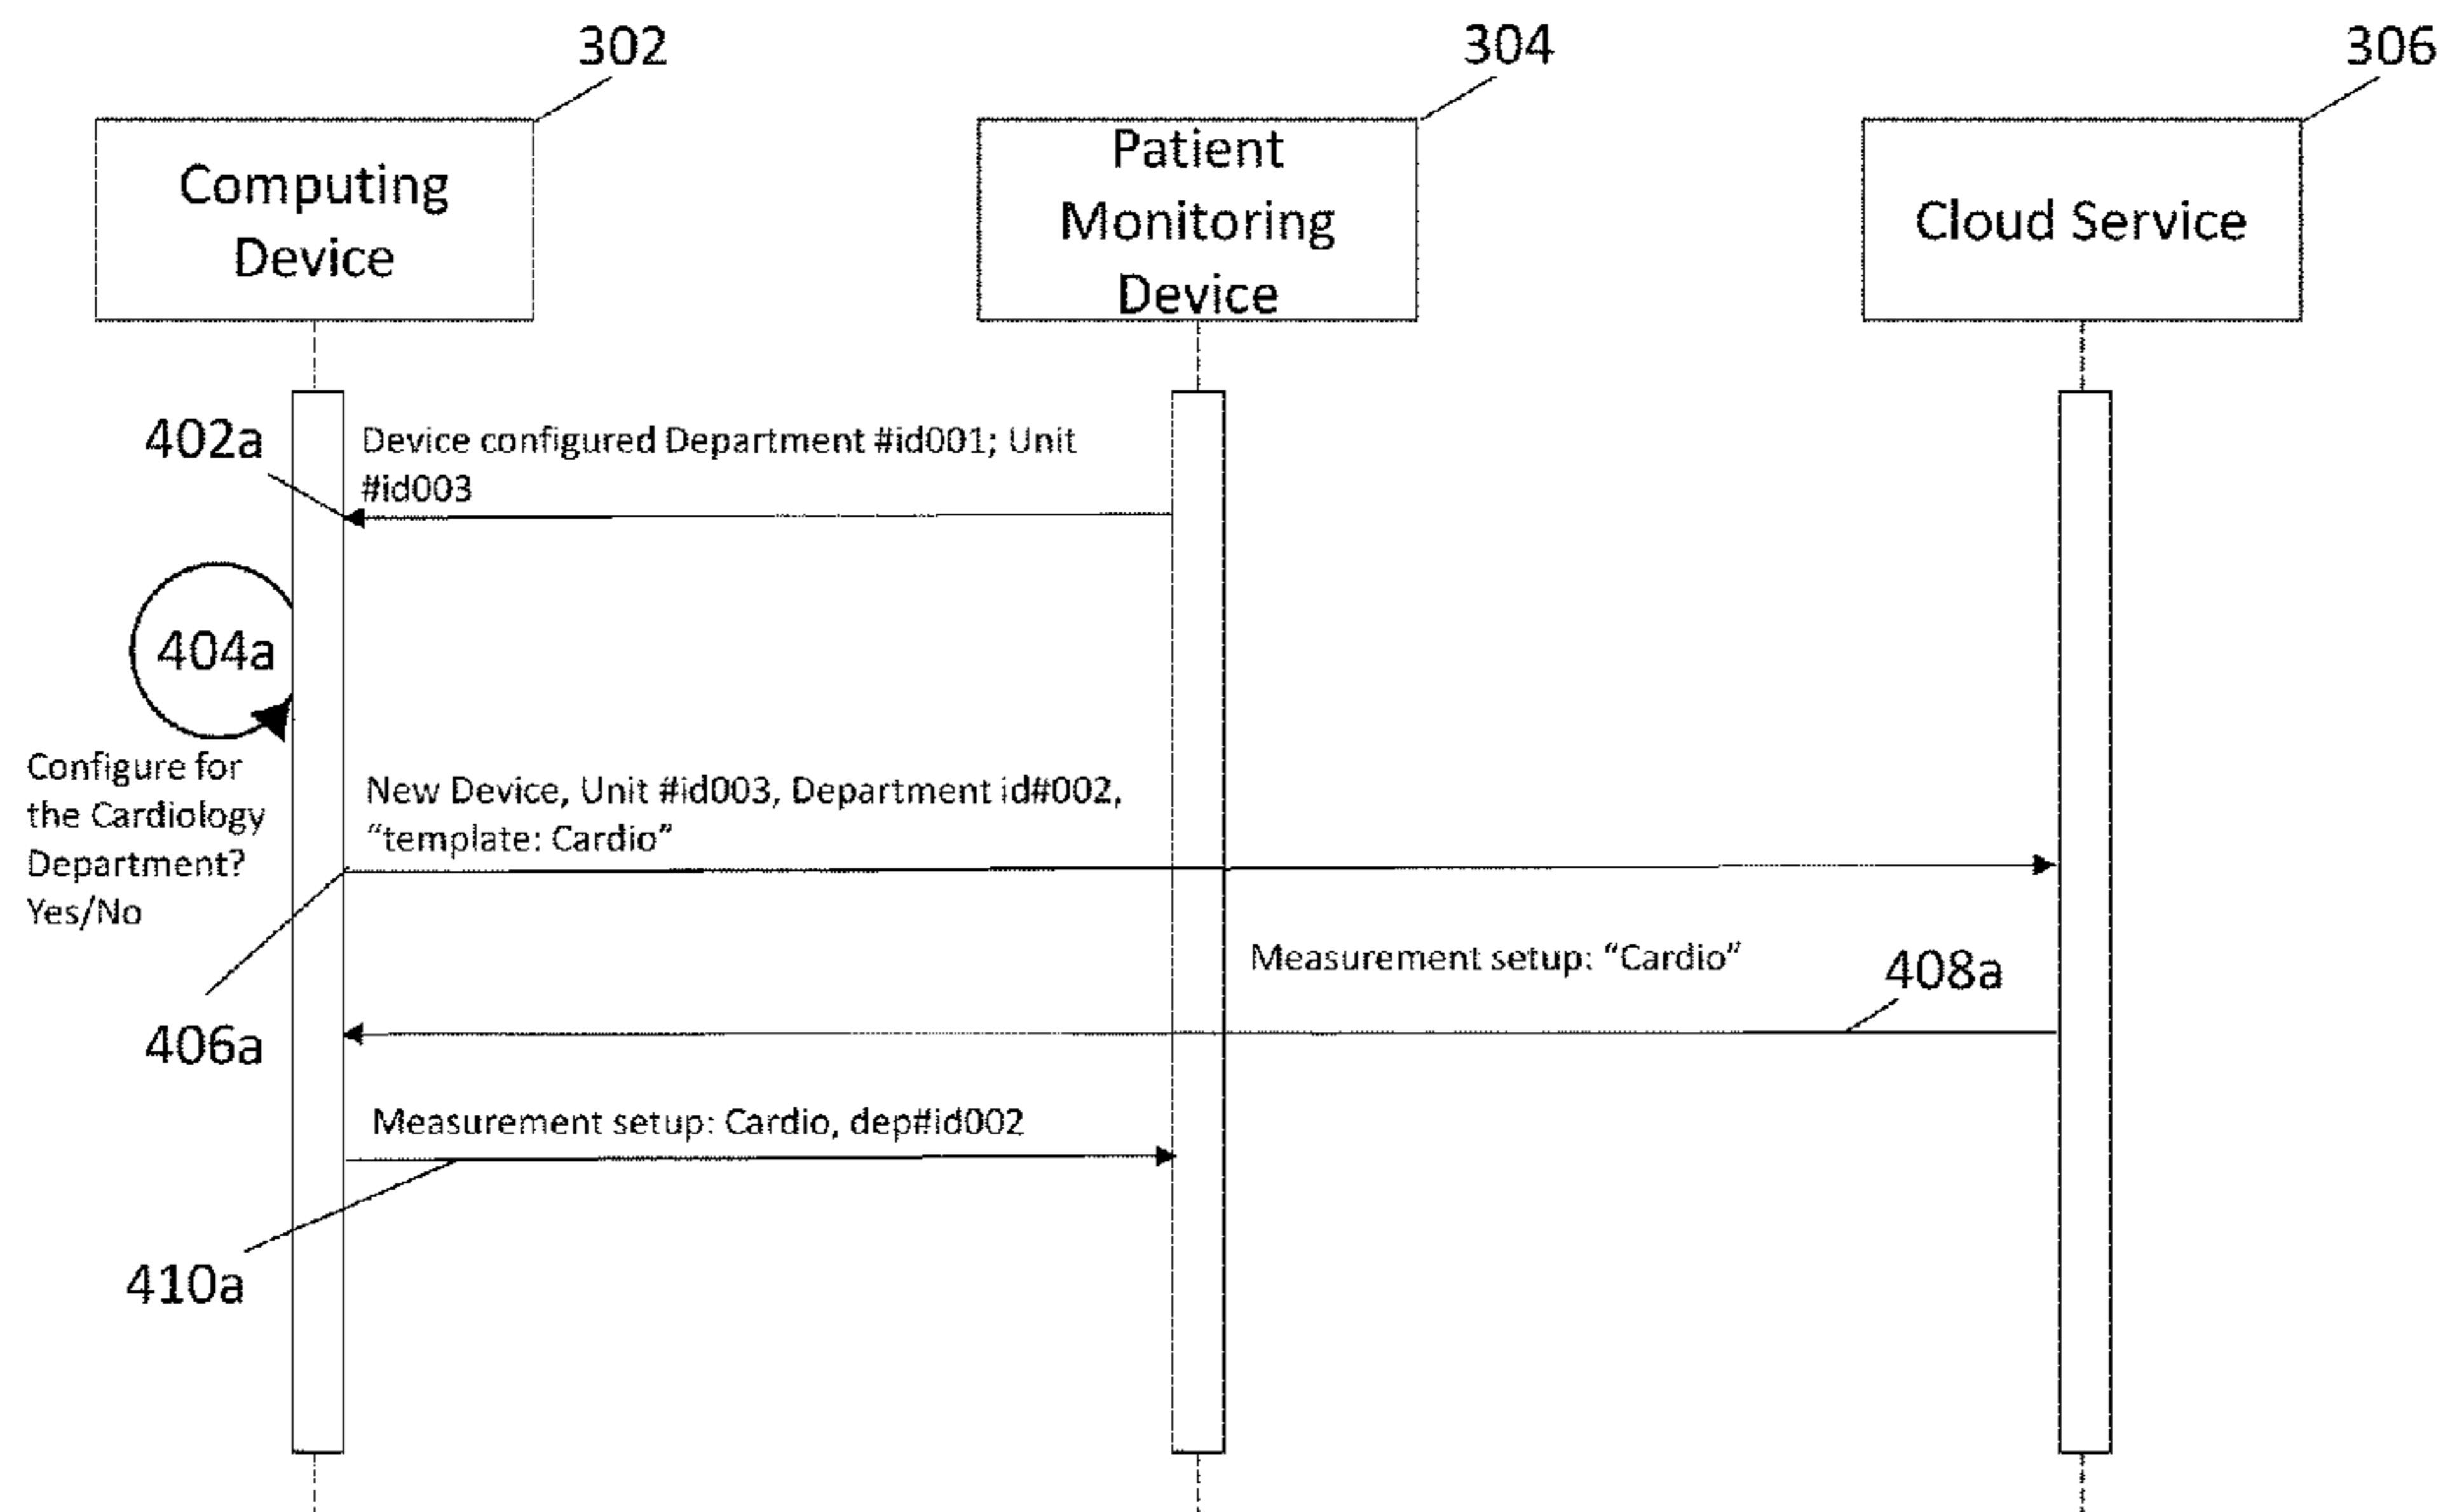 302
304
306
Computing
Device
Patient
Monitoring
Device
Cloud Service
402a
Device configured Department #id001; Unit
#id003
404a
Configure for
the Cardiology
Department?
Yes/No
New Device, Unit #id003, Department id#002,
“template: Cardio”
406a
Measurement setup: “Cardio”
408a
Measurement setup: Cardio, dep#id002
410a